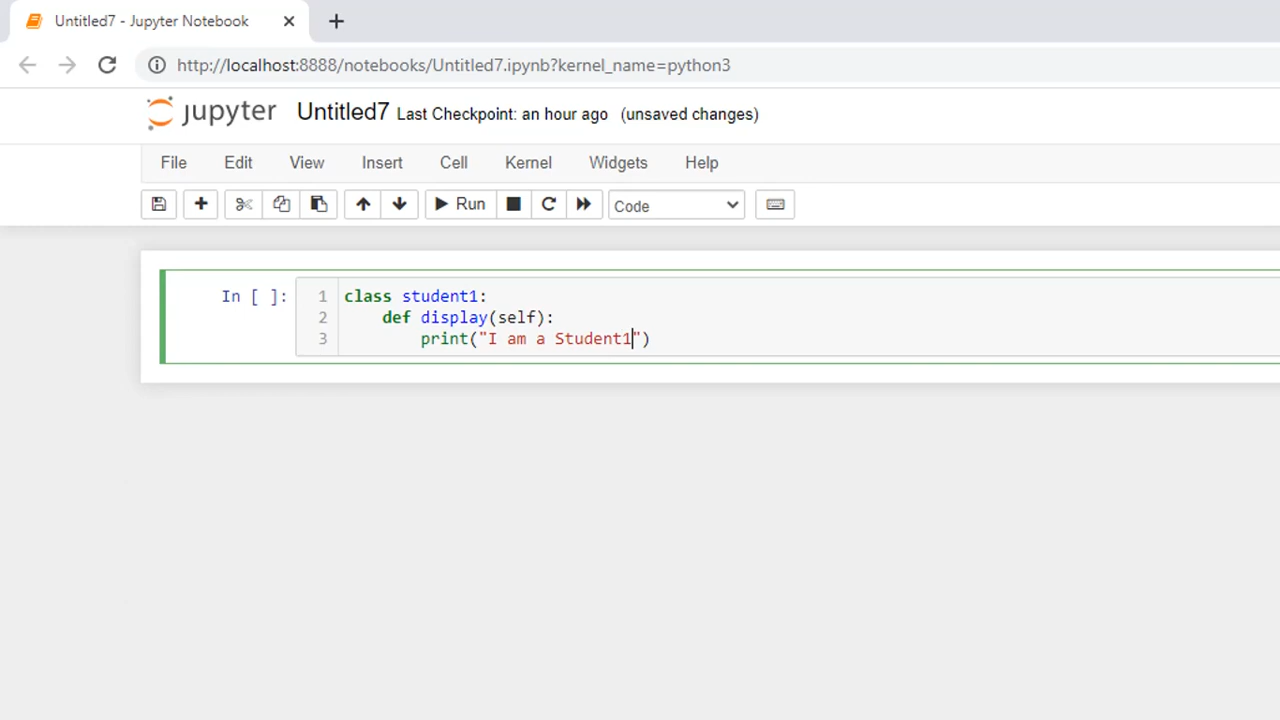 Untitled7 - Jupyter Notebook
http://localhost:8888/notebooks/Untitled7.ipynb?kernel_name=python3
jupyter Untitled7 Last Checkpoint: an hour ago (unsaved changes)
File Edit View Insert Cell Kernel Widgets Help
Run Code
In [ ]: 1 class student1:
2     def display(self):
3         print("I am a Student1")